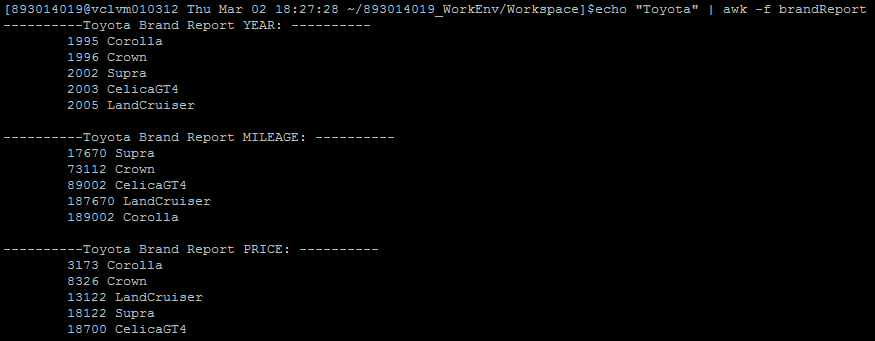 [893014019@vclvm010312 Thu Mar 02 18:27:28 ~/893014019_WorkEnv/Workspace]$echo "Toyota" | awk -f brandReport
----------Toyota Brand Report YEAR: ----------
1995 Corolla
1996 Crown
2002 Supra
2003 CelicaGT4
2005 LandCruiser
----------Toyota Brand Report MILEAGE: ----------
17670 Supra
73112 Crown
89002 CelicaGT4
187670 LandCruiser
189002 Corolla
----------Toyota Brand Report PRICE: ----------
3173 Corolla
8326 Crown
13122 LandCruiser
18122 Supra
18700 CelicaGT4